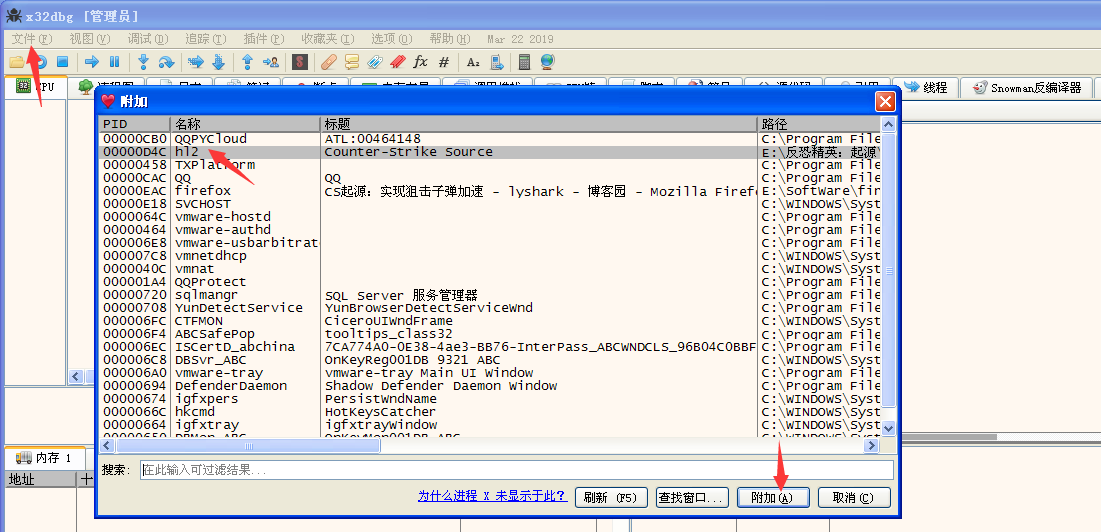 x32dbg [管理员]
文件(F) 视图(V) 调试(D) 追踪(T) 插件(P) 收藏夹(I) 选项(O) 帮助(H) Mar 22 2019
CPU 线程 Snowman反编译器
附加
PID 名称 标题 路径
00000CB0 QQPYCloud ATL:00464148 C:\Program File
00000D4C hl2 Counter-Strike Source E:\反恐精英：起源\
00000458 TXPlatform C:\Program File
00000CAC QQ QQ C:\Program File
00000EAC firefox CS起源：实现狙击子弹加速 - lyshark - 博客园 - Mozilla Firefo E:\Software\fir
00000E18 SVCHOST C:\WINDOWS\Syst
0000064C vmware-hostd C:\Program File
00000464 vmware-authd C:\Program File
000006E8 vmware-usbarbitrat C:\Program File
000007C8 vmnetdhcp C:\WINDOWS\Syst
0000040C vmnat C:\WINDOWS\Syst
000001A4 QQProtect C:\Program File
00000720 sqlmangr SQL Server 服务管理器 C:\Program File
00000708 YunDetectService YunBrowserDetectServiceWnd C:\Program File
000006FC CTFMON CiceroUIWndFrame C:\WINDOWS\Syst
000006F4 ABCSafePop tooltips_class32 C:\Program File
000006EC ISCertD_abchina 7CA774A0-0E38-4ae3-BB76-InterPass_ABCWNDCLS_96B04C0BBF C:\Program File
000006C8 DBSvr_ABC OnKeyReg001DB 9321 ABC C:\WINDOWS\Syst
000006A0 vmware-tray vmware-tray Main UI Window C:\Program File
00000694 DefenderDaemon Shadow Defender Daemon Window C:\Program File
00000674 igfxpers PersistWndName C:\WINDOWS\Syst
0000066C hkcmd HotKeysCatcher C:\WINDOWS\Syst
00000664 igfxtray igfxtrayWindow C:\WINDOWS\Syst
搜索: 在此输入可过滤结果...
内存 1
地址 十
为什么进程 X 未显示于此? 刷新 (F5) 查找窗口... 附加(A) 取消(C)